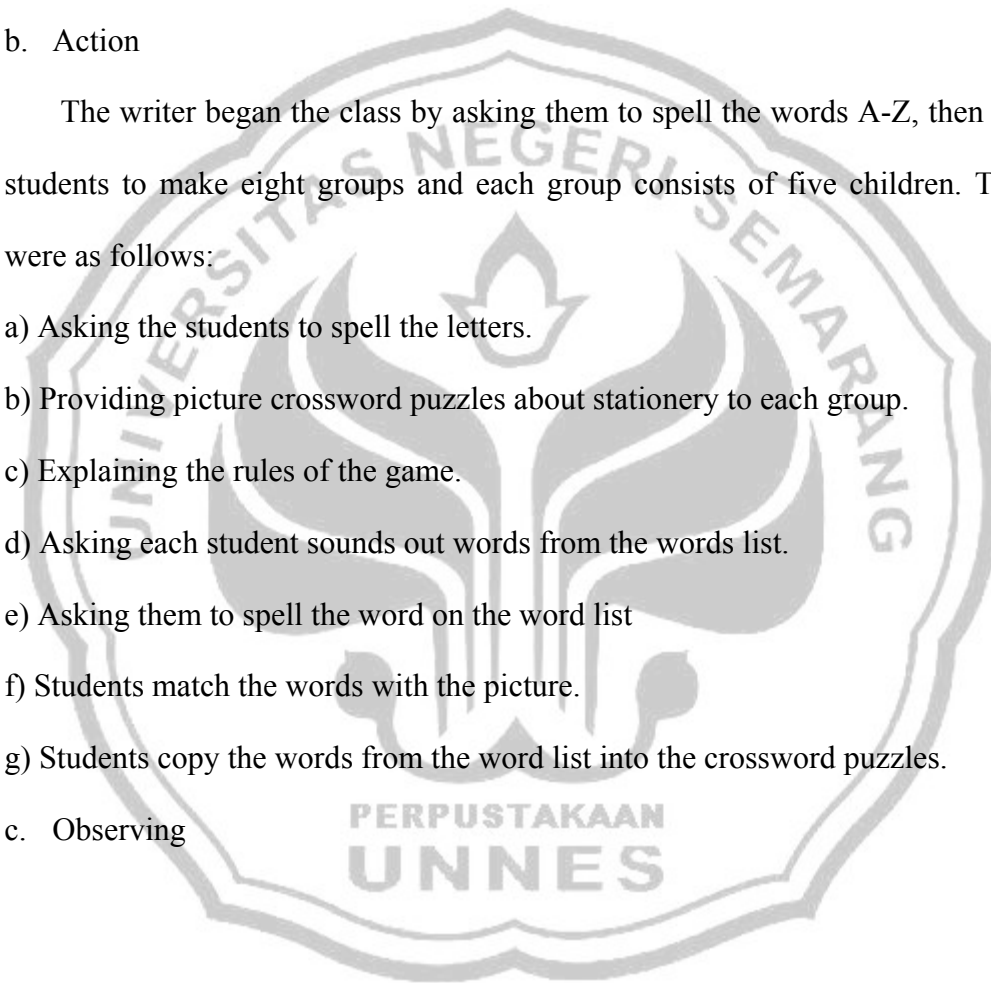 b. Action
The writer began the class by asking them to spell the words A-Z, then
students to make eight groups and each group consists of five children.
were as follows:
a) Asking the students to spell the letters.
b) Providing picture crossword puzzles about stationery to each group.
c) Explaining the rules of the game.
d) Asking each student sounds out words from the words list.
e) Asking them to spell the word on the word list
f) Students match the words with the picture.
g) Students copy the words from the word list into the crossword puzzles.
c. Observing
UNIVERSITAS NEGERI SEMARANG
PERPUSTAKAAN
UNNES